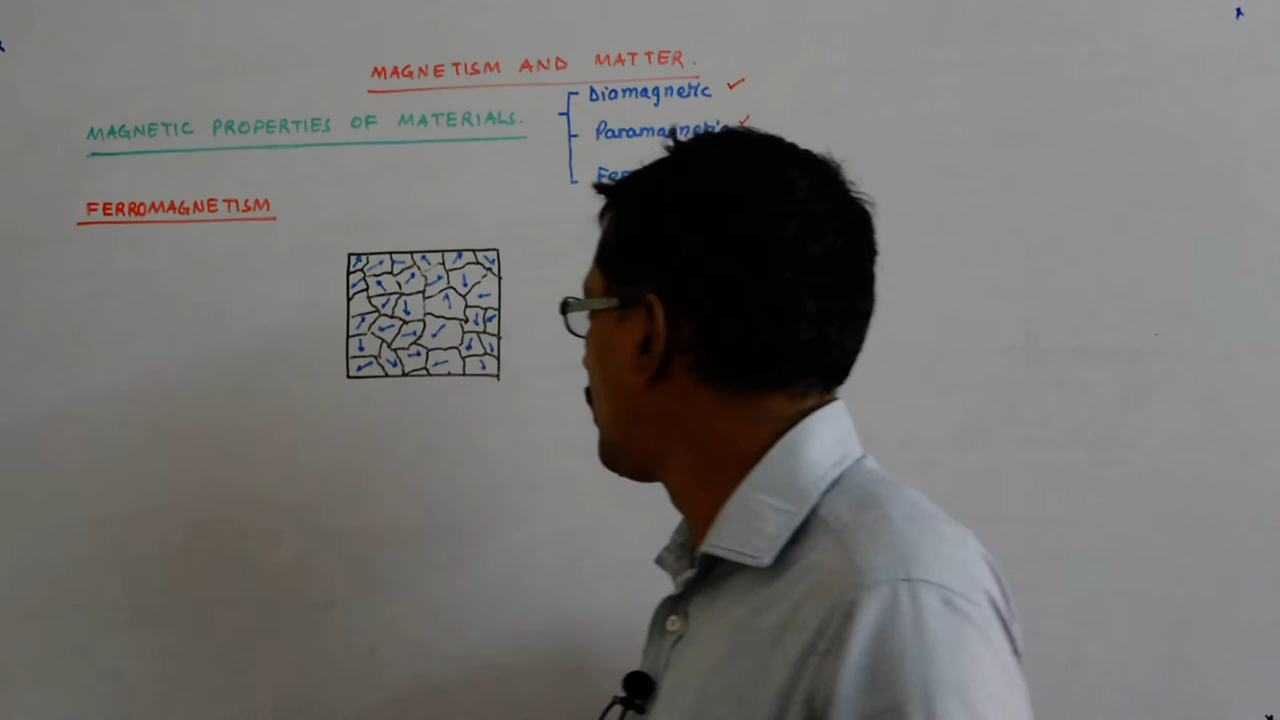 MAGNETISM AND MATTER.
Diamagnetic ✓
MAGNETIC PROPERTIES OF MATERIALS.
FERROMAGNETISM